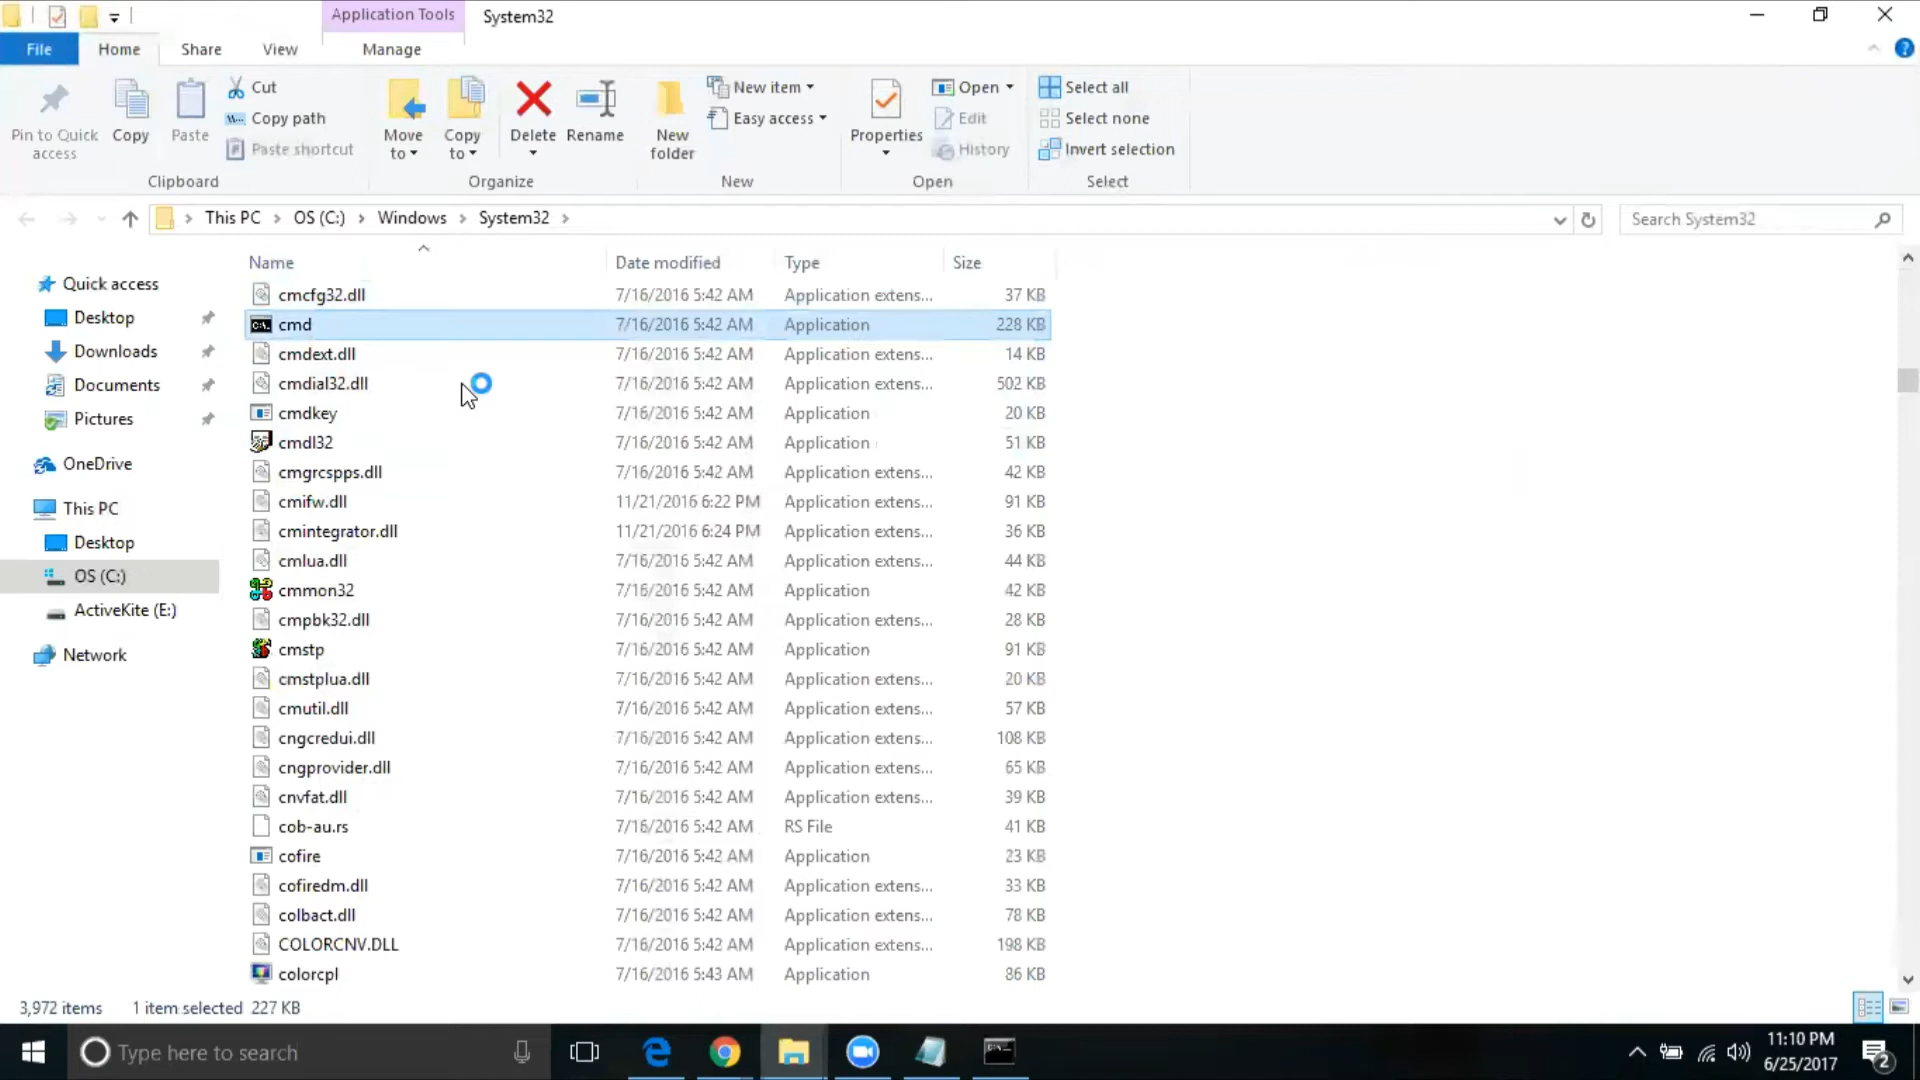 Application Tools System32
File Home Share View Manage
Pin to Quick access
Copy
Paste
Cut
Copy path
Paste shortcut
Clipboard
Move to
Copy to
Delete
Rename
Organize
New folder
New item
Easy access
New
Properties
Open
Edit
History
Open
Select all
Select none
Invert selection
Select
This PC > OS (C:) > Windows > System32 >
Search System32
Quick access
Desktop
Downloads
Documents
Pictures
OneDrive
This PC
Desktop
OS (C:)
ActiveKite (E:)
Network
Name Date modified Type Size
cmcfg32.dll 7/16/2016 5:42 AM Application extens... 37 KB
cmd 7/16/2016 5:42 AM Application 228 KB
cmdext.dll 7/16/2016 5:42 AM Application extens... 14 KB
cmdial32.dll 7/16/2016 5:42 AM Application extens... 502 KB
cmdkey 7/16/2016 5:42 AM Application 20 KB
cmdl32 7/16/2016 5:42 AM Application 51 KB
cmgrcspps.dll 7/16/2016 5:42 AM Application extens... 42 KB
cmifw.dll 11/21/2016 6:22 PM Application extens... 91 KB
cmintegrator.dll 11/21/2016 6:24 PM Application extens... 36 KB
cmlua.dll 7/16/2016 5:42 AM Application extens... 44 KB
cmmon32 7/16/2016 5:42 AM Application 42 KB
cmpbk32.dll 7/16/2016 5:42 AM Application extens... 28 KB
cmstp 7/16/2016 5:42 AM Application 91 KB
cmstplua.dll 7/16/2016 5:42 AM Application extens... 20 KB
cmutil.dll 7/16/2016 5:42 AM Application extens... 57 KB
cngcredui.dll 7/16/2016 5:42 AM Application extens... 108 KB
cngprovider.dll 7/16/2016 5:42 AM Application extens... 65 KB
cnvfat.dll 7/16/2016 5:42 AM Application extens... 39 KB
cob-au.rs 7/16/2016 5:42 AM RS File 41 KB
cofire 7/16/2016 5:42 AM Application 23 KB
cofiredm.dll 7/16/2016 5:42 AM Application extens... 33 KB
colbact.dll 7/16/2016 5:42 AM Application extens... 78 KB
COLORCNV.DLL 7/16/2016 5:42 AM Application extens... 198 KB
colorcpl 7/16/2016 5:43 AM Application 86 KB
3,972 items 1 item selected 227 KB
Type here to search
11:10 PM
6/25/2017
2